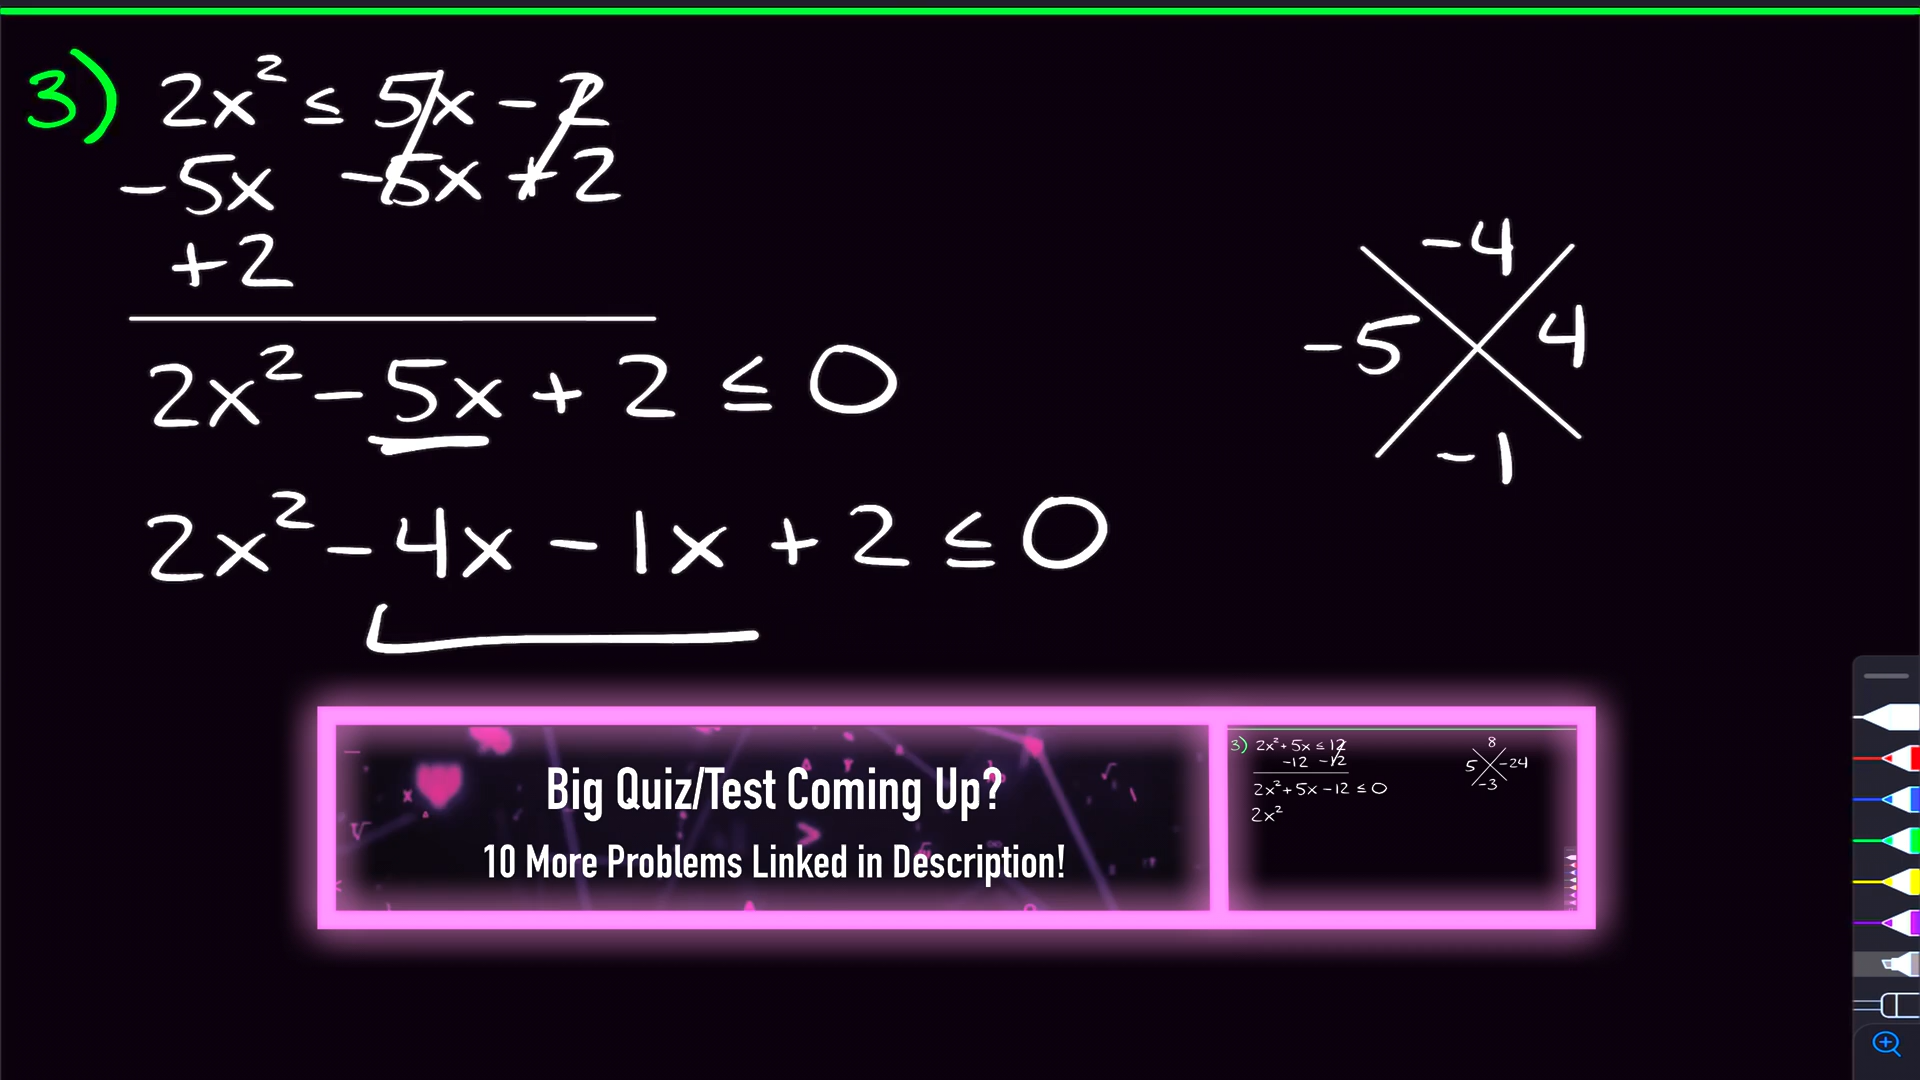 3) 2x² ≤ 5x - 2
-5x -5x + 2
+2
2x² - 5x + 2 ≤ 0
2x² - 4x - 1x + 2 ≤ 0
-4
-5 4
-1
Big Quiz/Test Coming Up?
10 More Problems Linked in Description!
3) 2x² + 5x ≤ 12
-12 -12
2x² + 5x - 12 ≤ 0
2x²
8
5 -24
-3